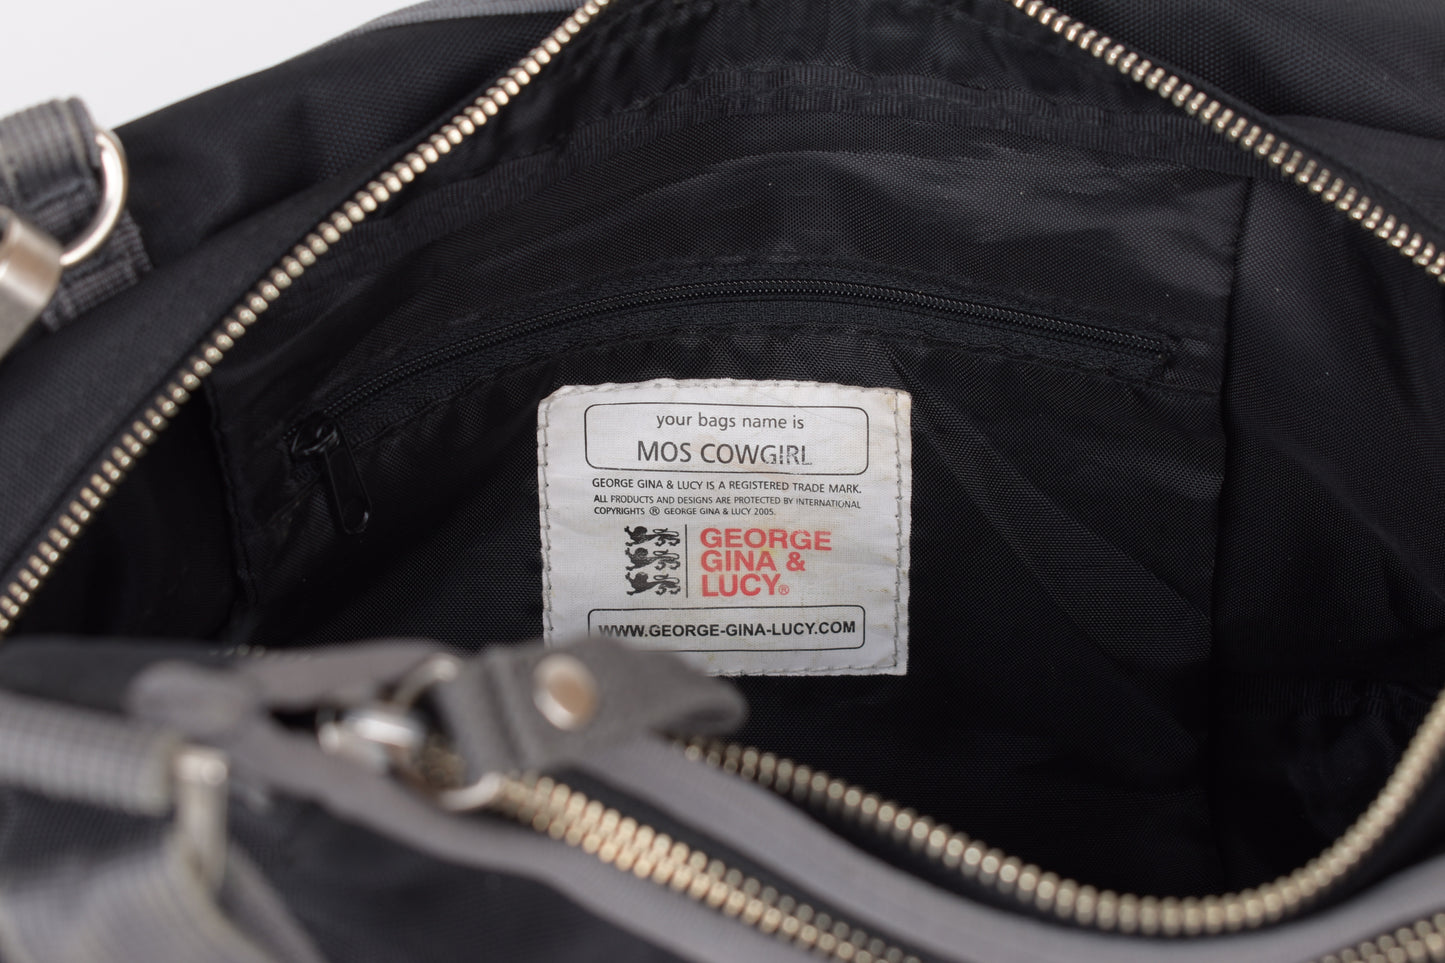 your bags name is
MOS COWGIRL
GEORGE GINA & LUCY IS A REGISTERED TRADE MARK.
ALL PRODUCTS AND DESIGNS ARE PROTECTED BY INTERNATIONAL
COPYRIGHTS ® GEORGE GINA & LUCY 2005.
GEORGE
GINA &
LUCY®
WWW.GEORGE-GINA-LUCY.COM